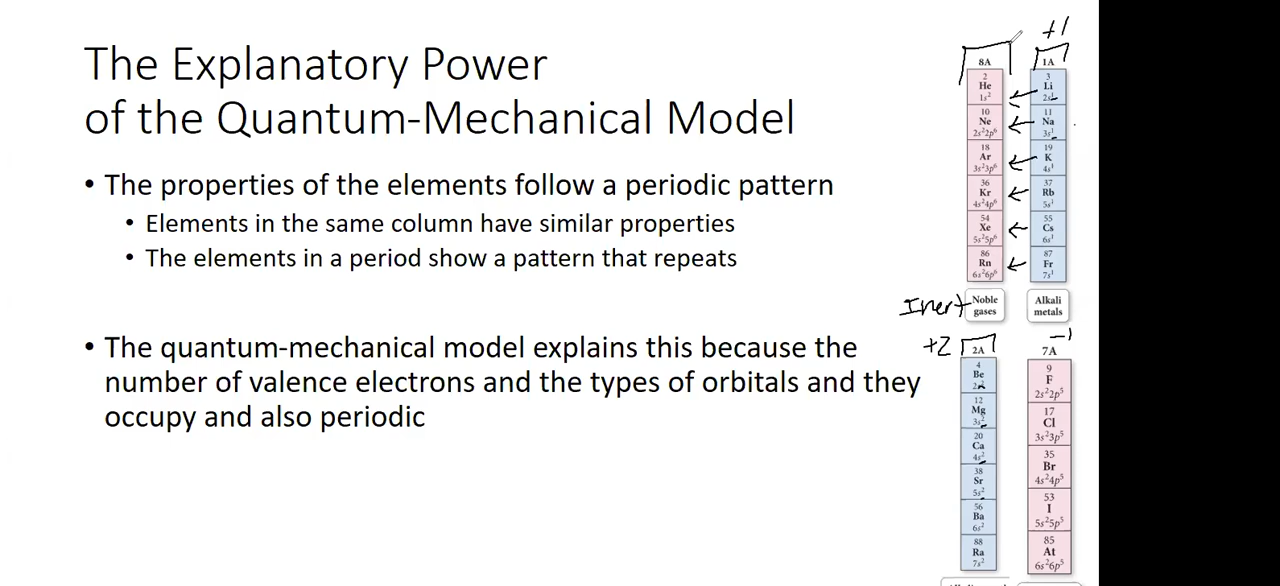 The Explanatory Power
of the Quantum-Mechanical Model
• The properties of the elements follow a periodic pattern
• Elements in the same column have similar properties
• The elements in a period show a pattern that repeats
• The quantum-mechanical model explains this because the
number of valence electrons and the types of orbitals and they
occupy and also periodic
8A
2
He
1s²
10
Ne
2s²2p⁶
18
Ar
3s²3p⁶
36
Kr
4s²4p⁶
54
Xe
5s²5p⁶
86
Rn
6s²6p⁶
Inert
Noble
gases
+1
1A
3
Li
2s¹
11
Na
3s¹
19
K
4s¹
37
Rb
5s¹
55
Cs
6s¹
87
Fr
7s¹
Alkali
metals
+2
2A
4
Be
2s²
12
Mg
3s²
20
Ca
4s²
38
Sr
5s²
56
Ba
6s²
88
Ra
7s²
-1
7A
9
F
2s²2p⁵
17
Cl
3s²3p⁵
35
Br
4s²4p⁵
53
I
5s²5p⁵
85
At
6s²6p⁵